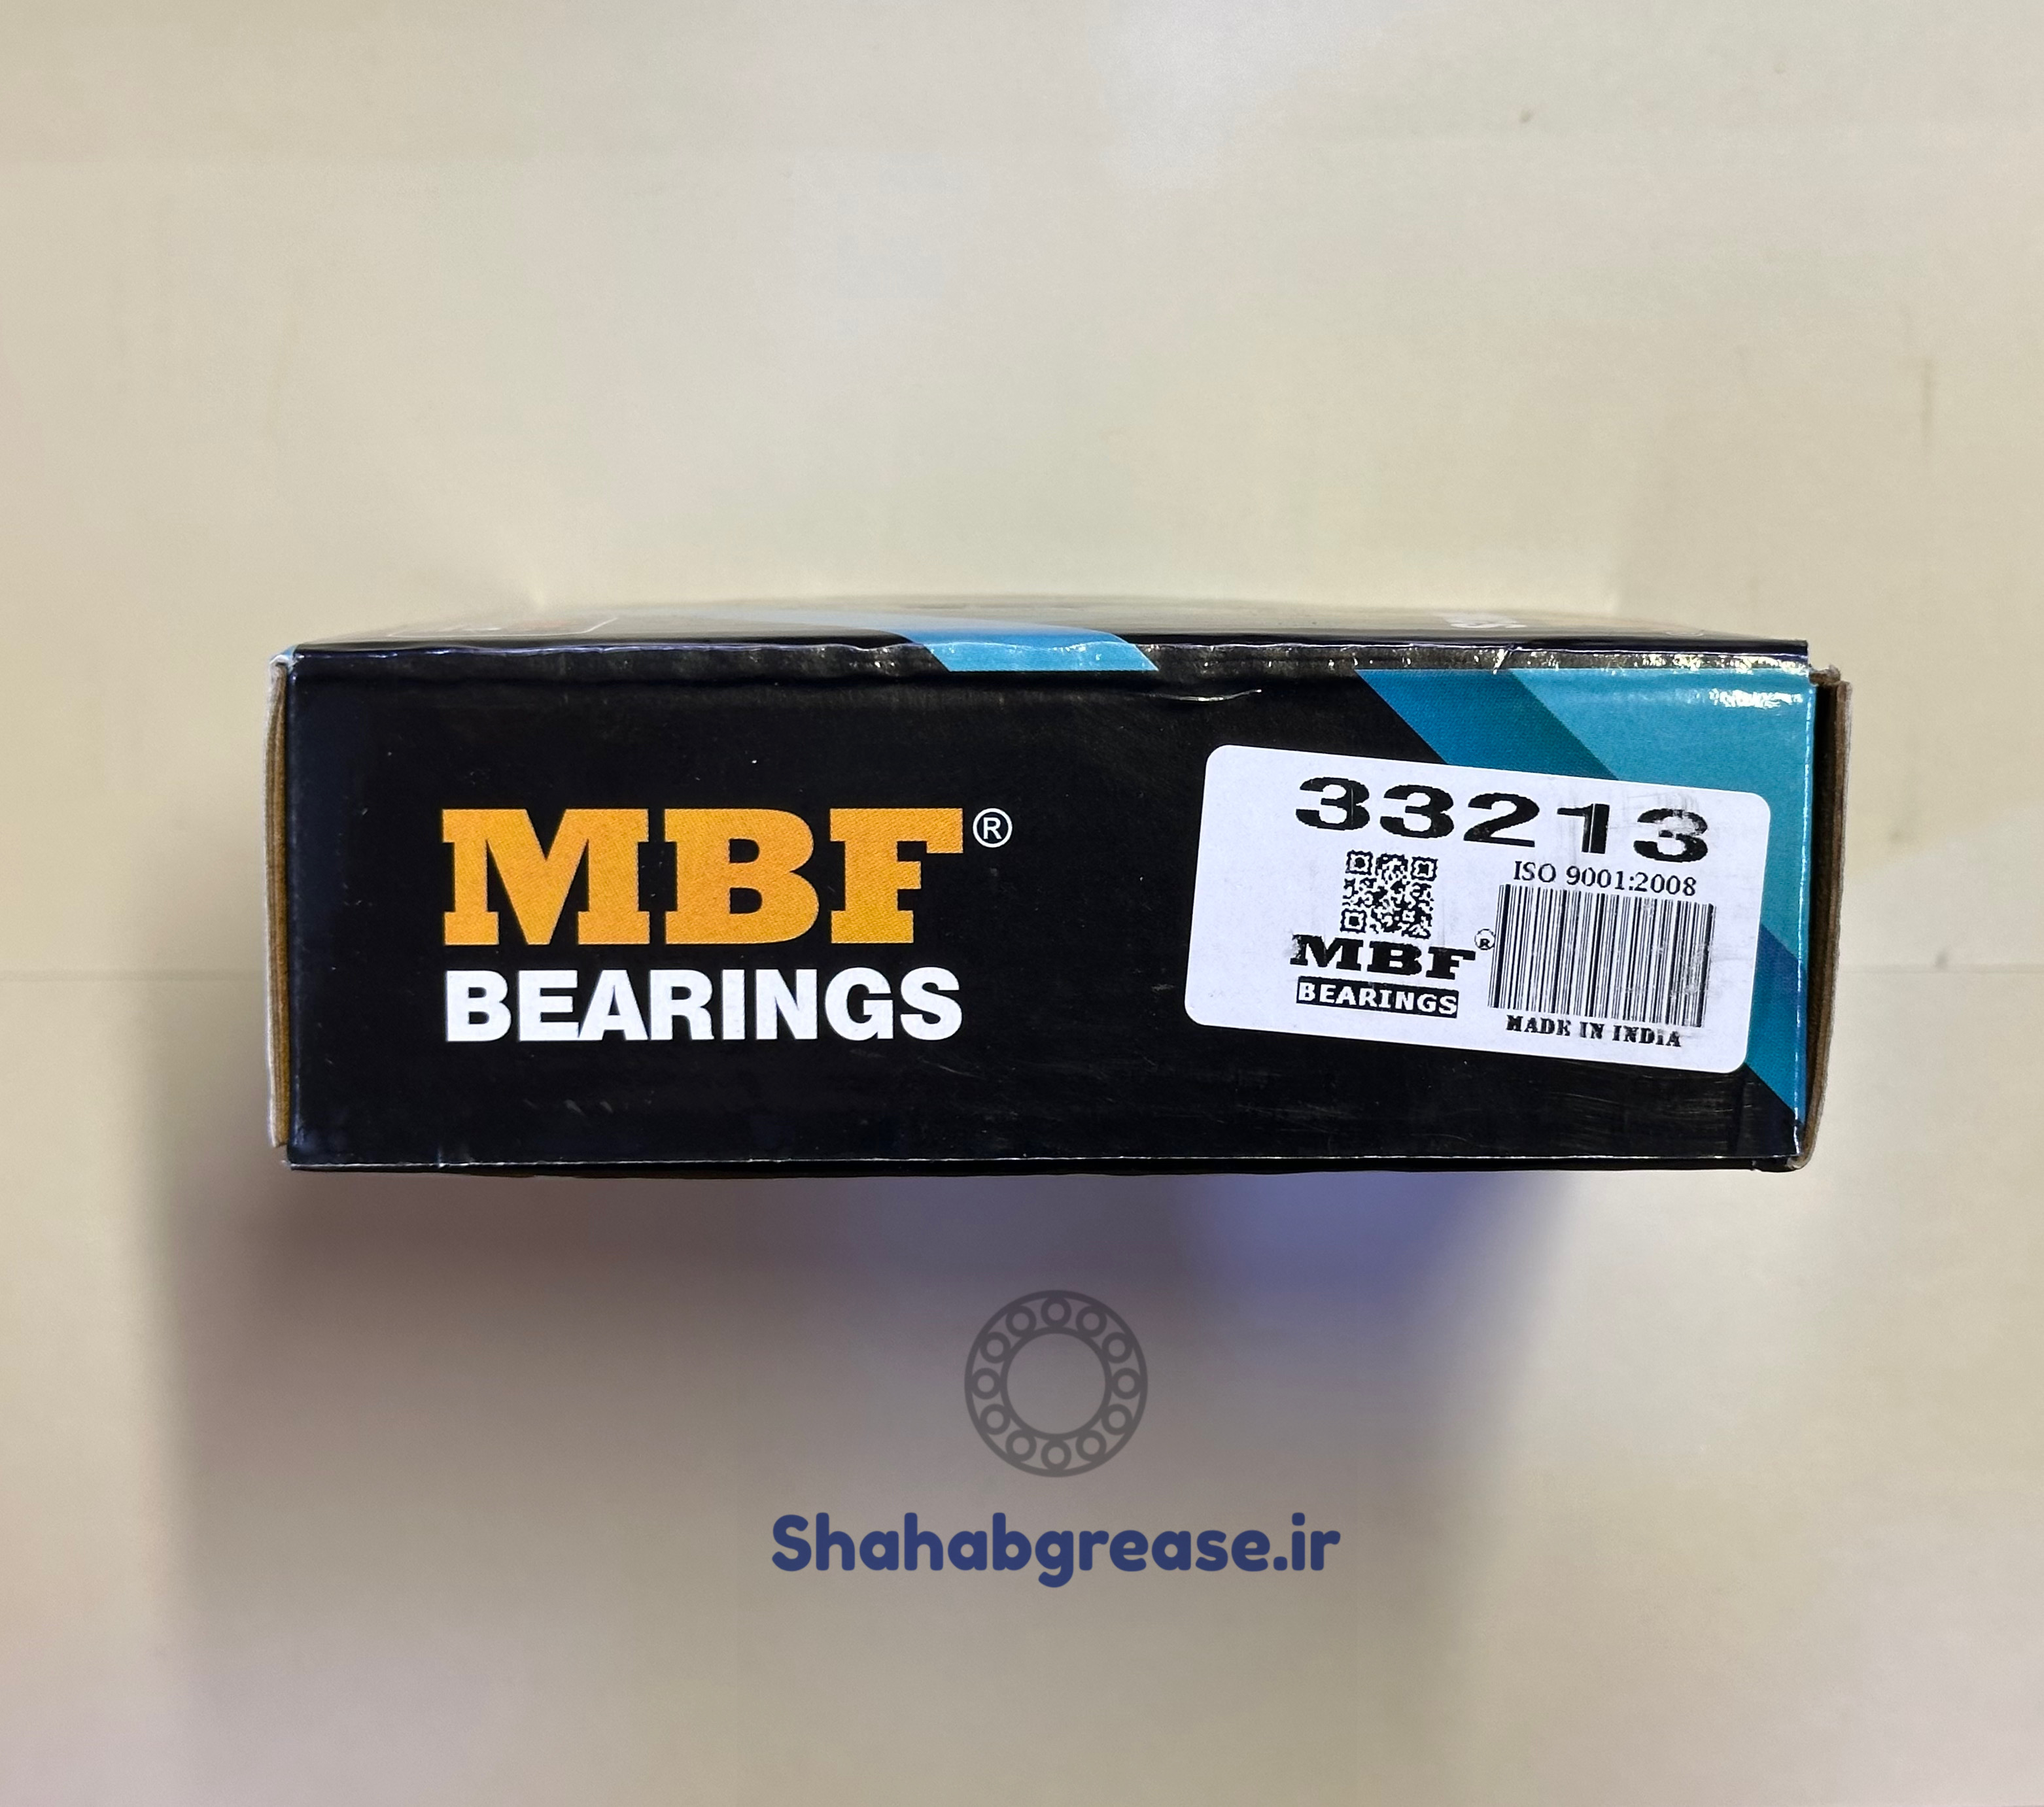 MBF®
BEARINGS
33213
ISO 9001:2008
MBF®
BEARINGS
MADE IN INDIA
Shahabgrease.ir